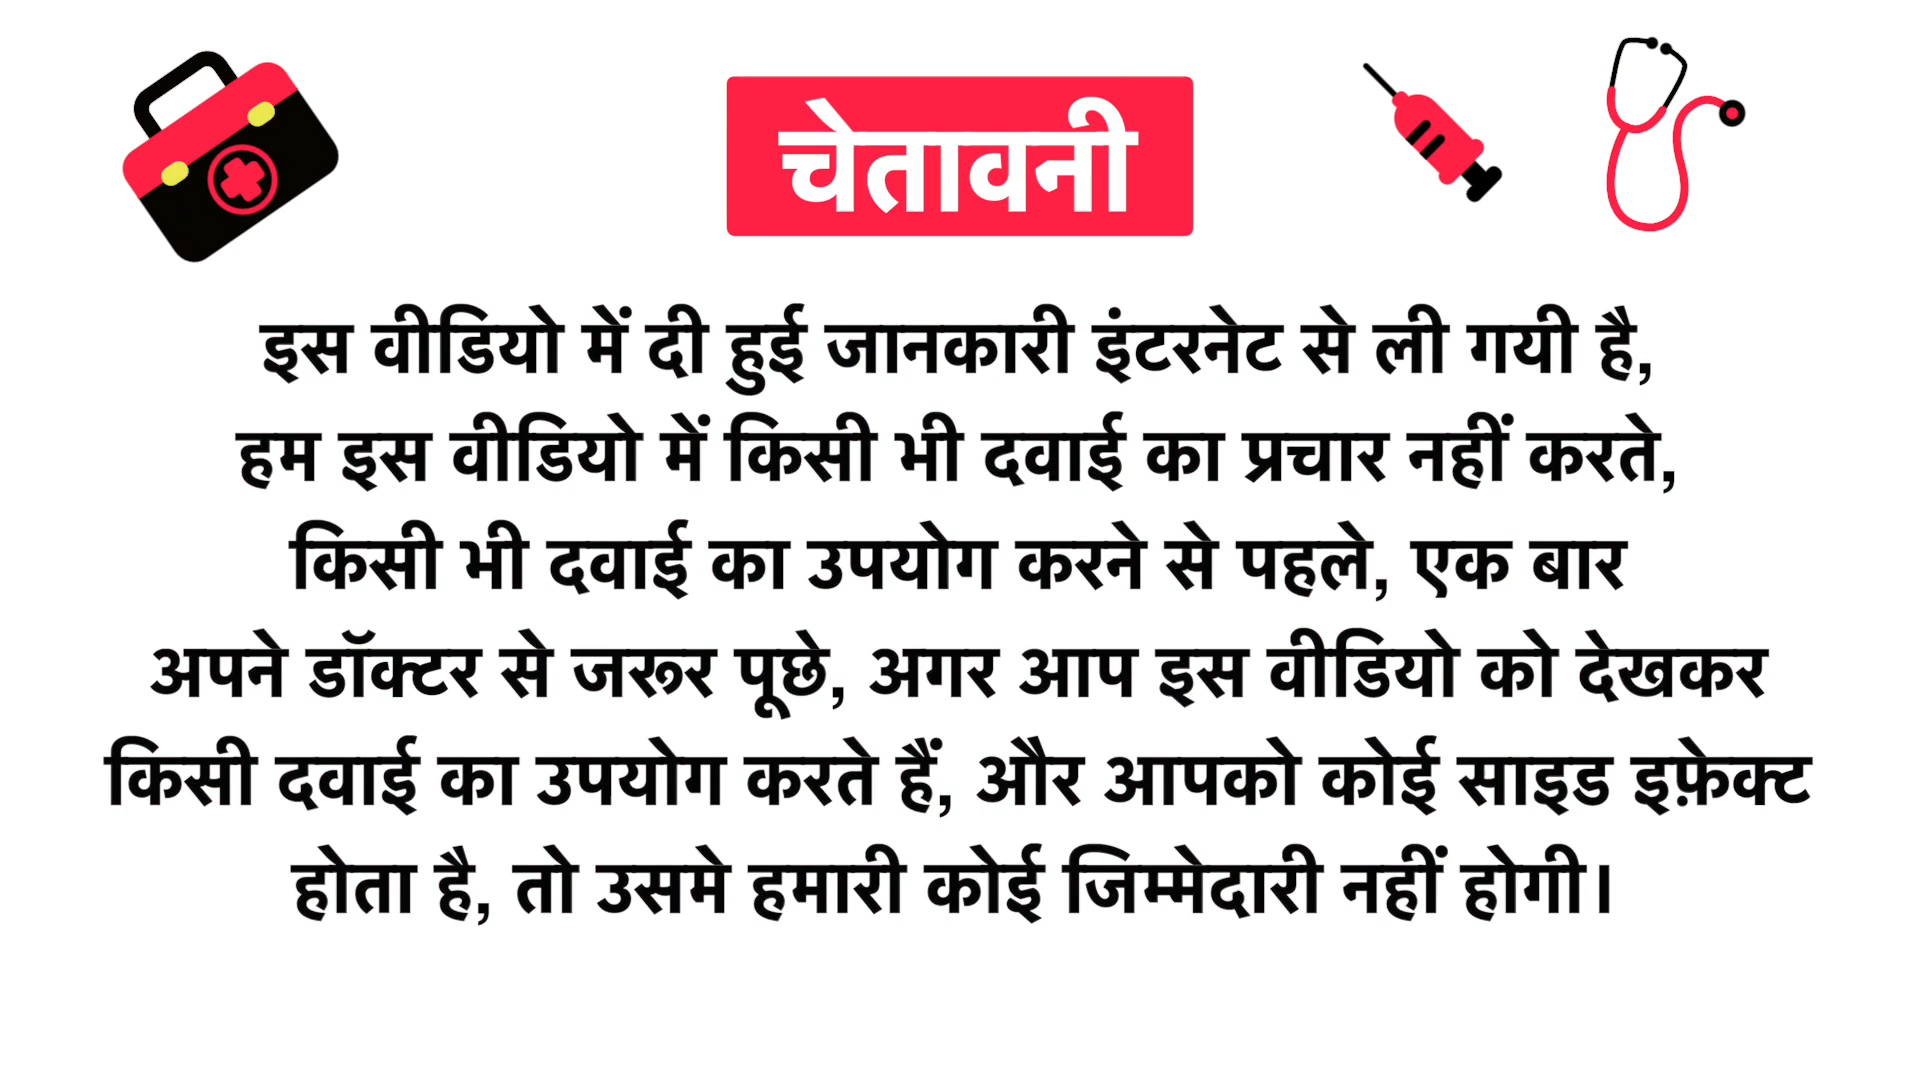 चेतावनी
इस वीडियो में दी हुई जानकारी इंटरनेट से ली गयी है,
हम इस वीडियो में किसी भी दवाई का प्रचार नहीं करते,
किसी भी दवाई का उपयोग करने से पहले, एक बार
अपने डॉक्टर से जरूर पूछे, अगर आप इस वीडियो को देखकर
किसी दवाई का उपयोग करते हैं, और आपको कोई साइड इफ़ेक्ट
होता है, तो उसमे हमारी कोई जिम्मेदारी नहीं होगी।